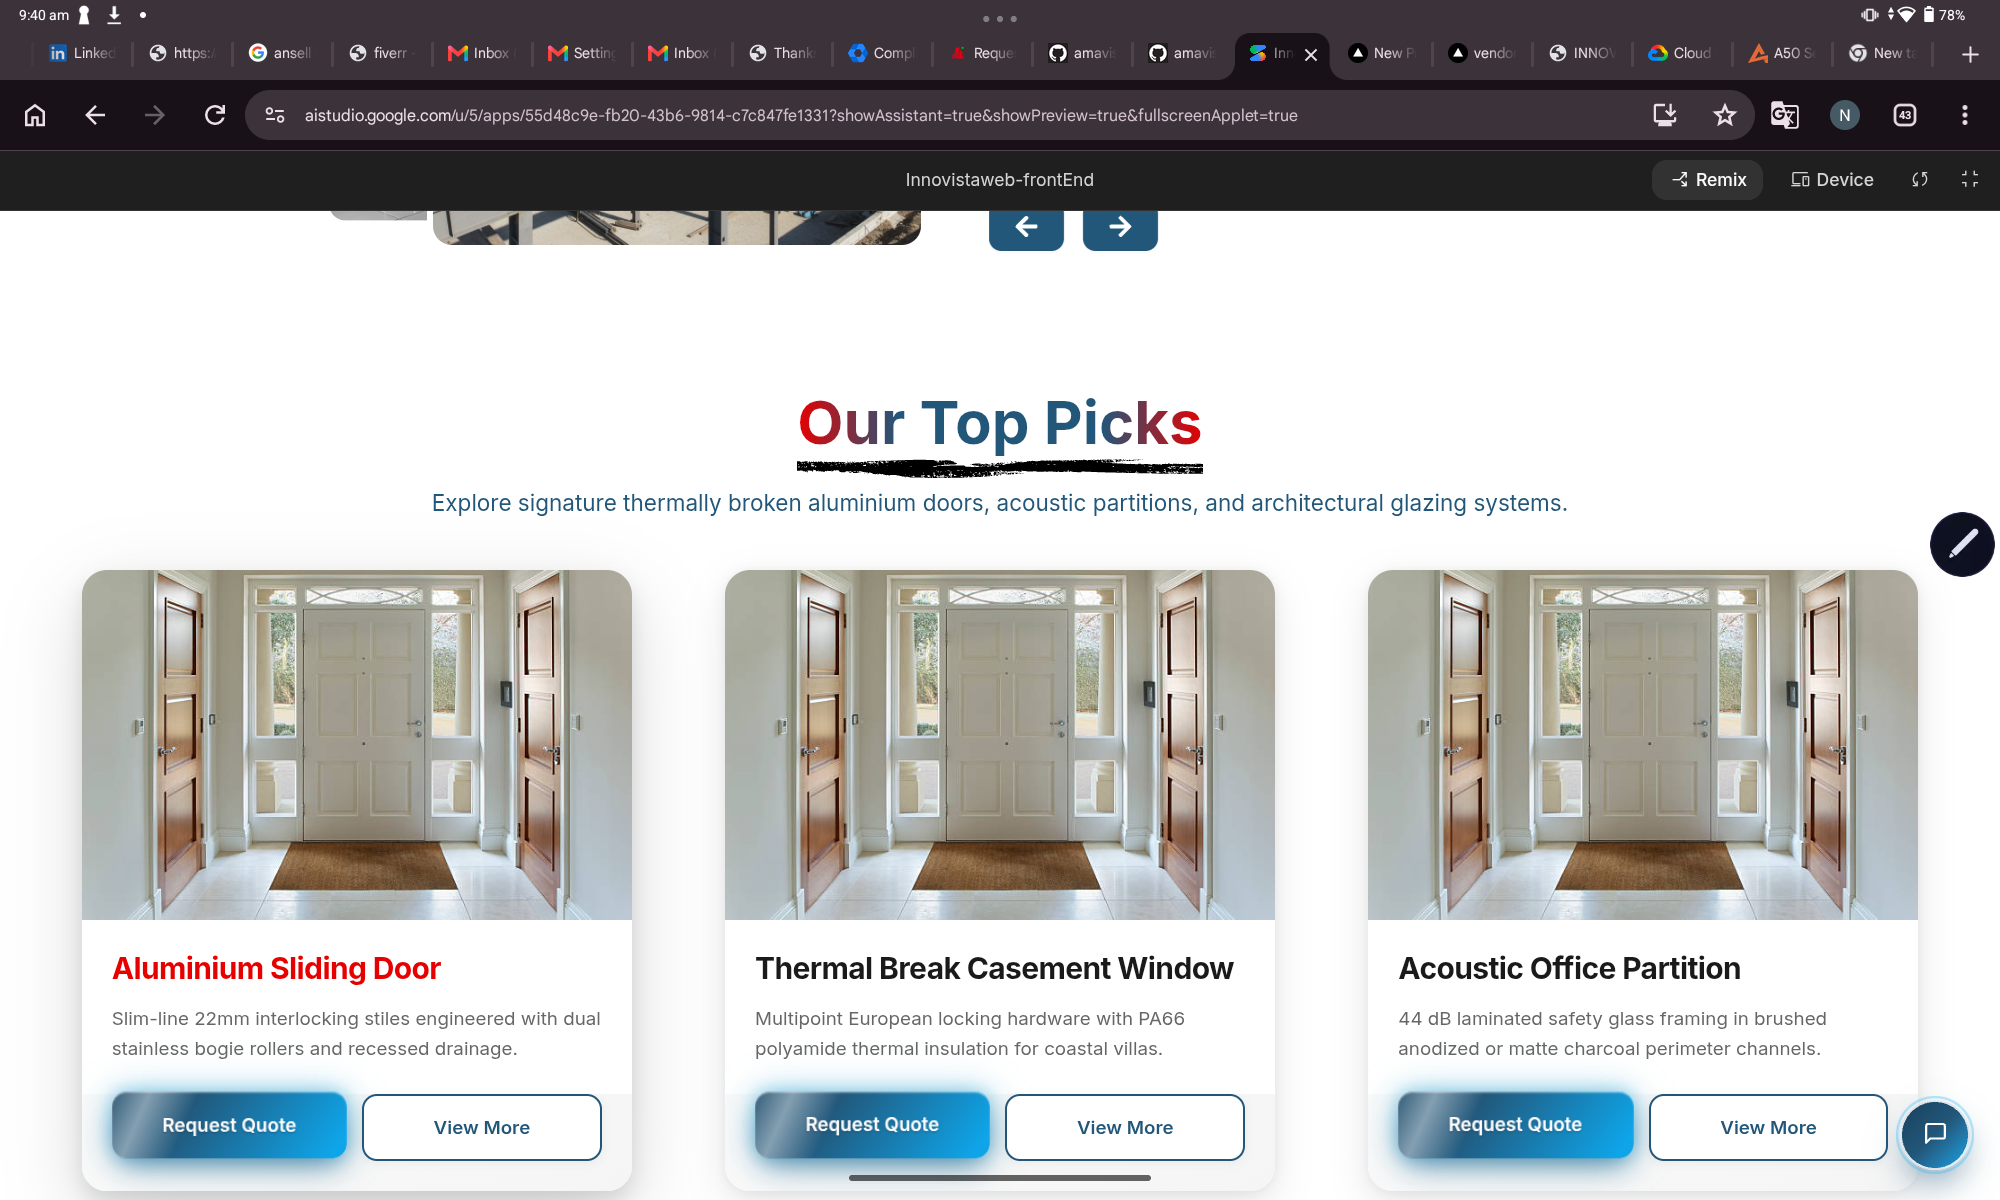 9:40 am
78%
Linked
https:/
ansell
fiverr -
Inbox
Setting
Inbox
Thank
Compl
Reque
amavi
amavi
Inn
New P
vendo
INNOV
Cloud
A50 S
New ta
aistudio.google.com/u/5/apps/55d48c9e-fb20-43b6-9814-c7c847fe1331?showAssistant=true&showPreview=true&fullscreenApplet=true
N
43
Innovistaweb-frontEnd
Remix
Device
Our Top Picks
Explore signature thermally broken aluminium doors, acoustic partitions, and architectural glazing systems.
Aluminium Sliding Door
Slim-line 22mm interlocking stiles engineered with dual
stainless bogie rollers and recessed drainage.
Request Quote
View More
Thermal Break Casement Window
Multipoint European locking hardware with PA66
polyamide thermal insulation for coastal villas.
Request Quote
View More
Acoustic Office Partition
44 dB laminated safety glass framing in brushed
anodized or matte charcoal perimeter channels.
Request Quote
View More